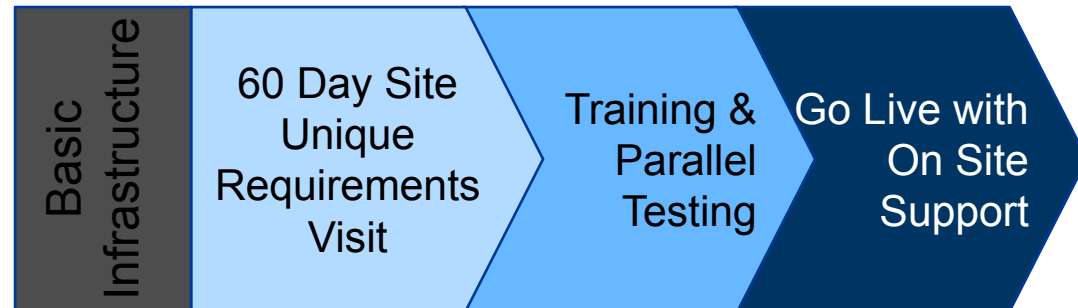 Basic
Infrastructure
60 Day Site
Unique
Requirements
Visit
Training &
Parallel
Testing
Go Live with
On Site
Support